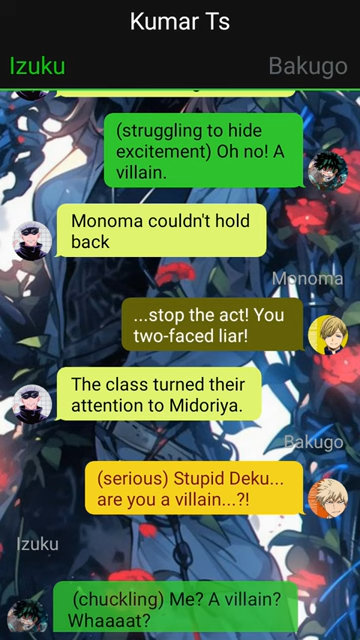 Kumar Ts
Izuku
Bakugo
(struggling to hide
excitement) Oh no! A
villain.
Monoma couldn't hold
back
Monoma
...stop the act! You
two-faced liar!
The class turned their
attention to Midoriya.
Bakugo
(serious) Stupid Deku...
are you a villain...?!
Izuku
(chuckling) Me? A villain?
Whaaaat?